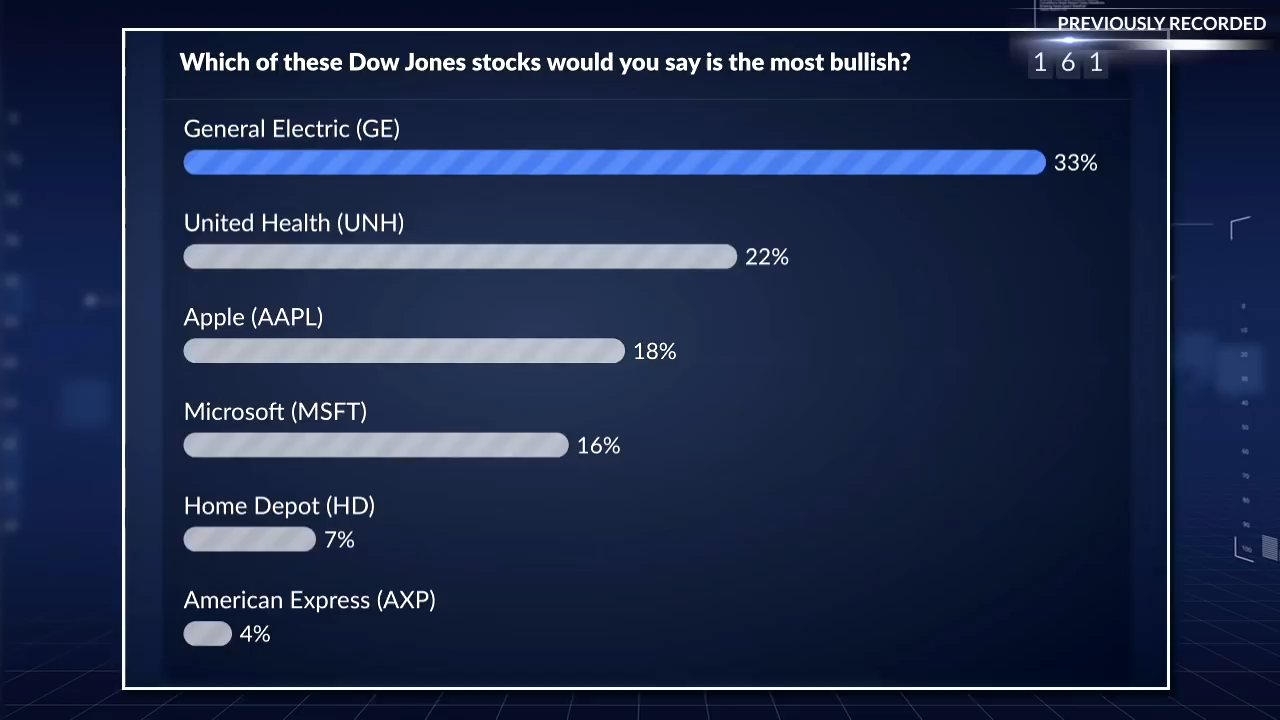 PREVIOUSLY RECORDED
Which of these Dow Jones stocks would you say is the most bullish?
1 6 1
General Electric (GE)
33%
United Health (UNH)
22%
Apple (AAPL)
18%
Microsoft (MSFT)
16%
Home Depot (HD)
7%
American Express (AXP)
4%